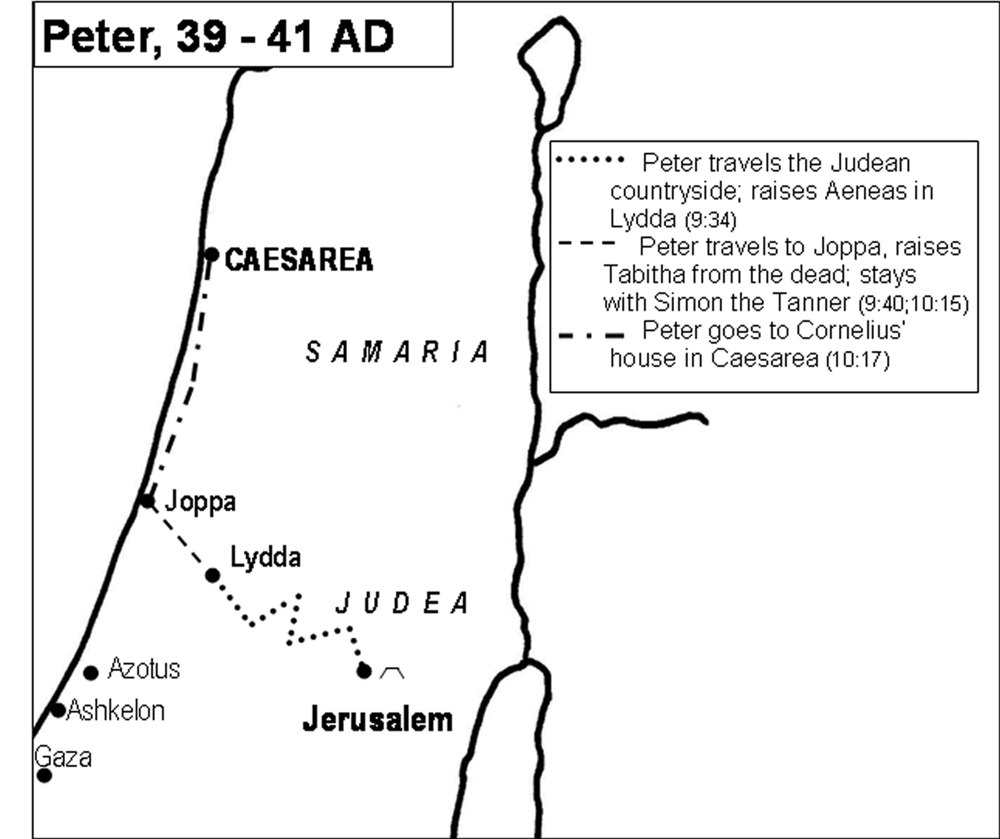 Peter, 39 - 41 AD
Peter travels the Judean
countryside; raises Aeneas in
Lydda (9:34)
Peter travels to Joppa, raises
Tabitha from the dead; stays
with Simon the Tanner (9:40;10:15)
Peter goes to Cornelius'
house in Caesarea (10:17)
CAESAREA
SAMARIA
Joppa
Lydda
JUDEA
Azotus
Ashkelon
Jerusalem
Gaza